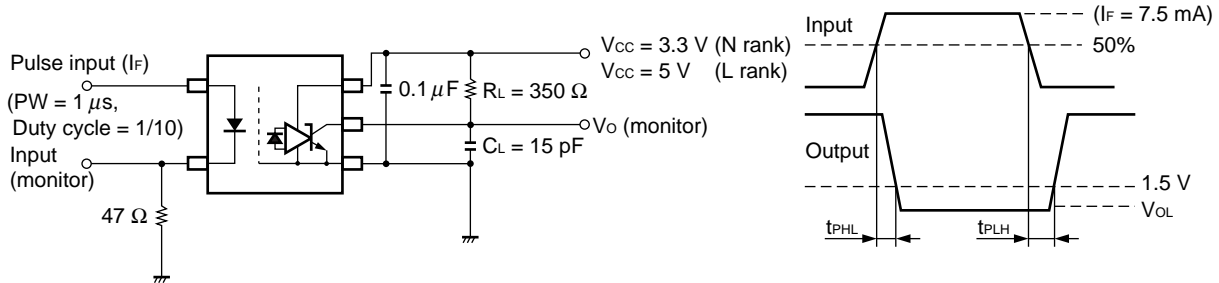 Pulse input (IF)
(PW = 1 μs,
Duty cycle = 1/10)
Input
(monitor)
47 Ω
0.1 μF
VCC = 3.3 V (N rank)
VCC = 5 V (L rank)
RL = 350 Ω
VO (monitor)
CL = 15 pF
Input
(IF = 7.5 mA)
50%
Output
1.5 V
VOL
tPHL
tPLH